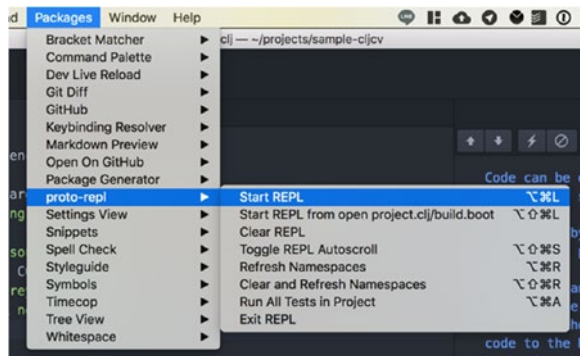 Packages Window Help
clj — ~/projects/sample-cljcv
Bracket Matcher
Command Palette
Dev Live Reload
Git Diff
GitHub
Keybinding Resolver
Markdown Preview
Open On GitHub
Package Generator
Code can be
proto-repl
Start REPL ⌥⌘L
Settings View
Start REPL from open project.clj/build.boot ⌥⇧⌘L
Snippets
Clear REPL
Spell Check
Toggle REPL Autoscroll ⌥⇧⌘S
Styleguide
Refresh Namespaces ⌥⌘R
Symbols
Clear and Refresh Namespaces ⌥⇧⌘R
Timecop
Run All Tests in Project ⌥⌘A
Tree View
Exit REPL
Whitespace
code to the